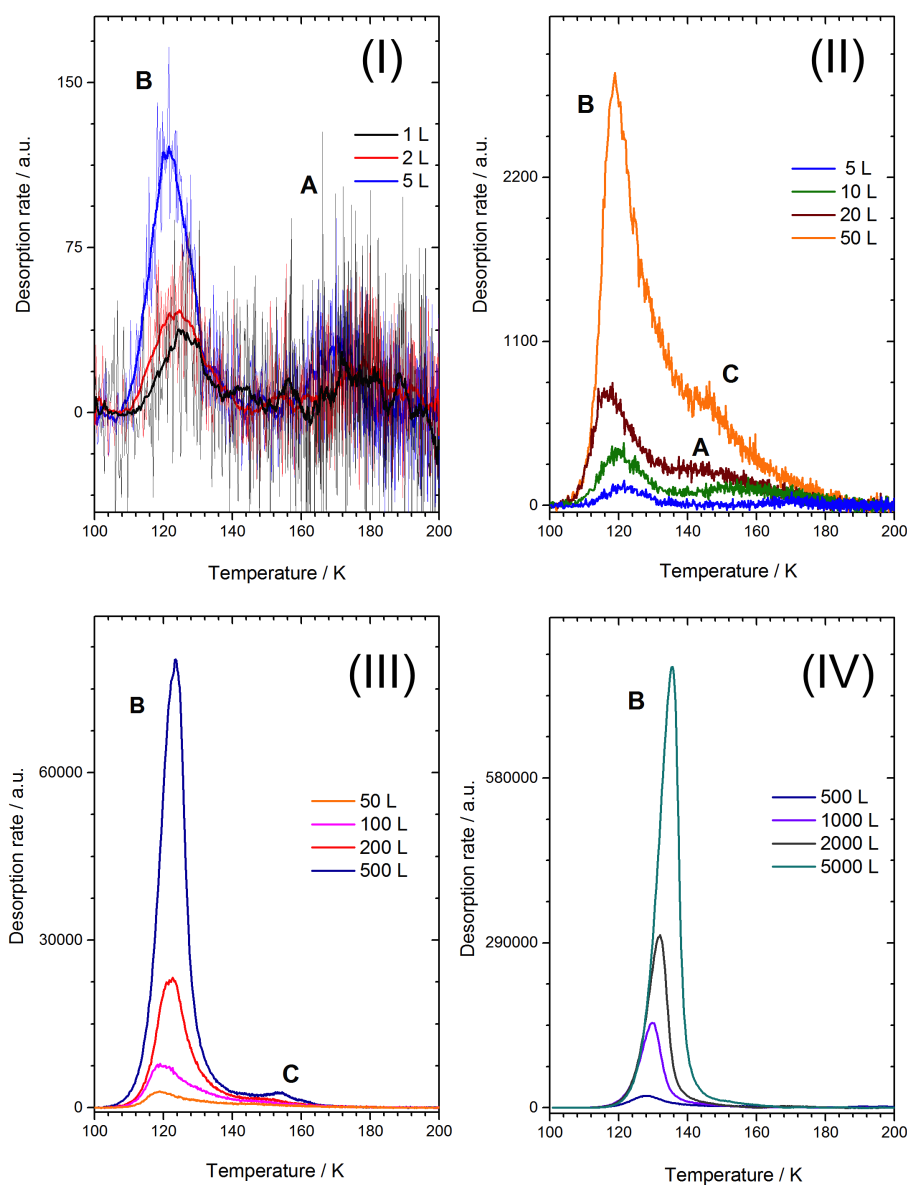 (I)
B
A
1 L
2 L
5 L
150
75
0
100 120 140 160 180 200
Desorption rate / a.u.
Temperature / K
(II)
B
C
A
5 L
10 L
20 L
50 L
2200
1100
0
100 120 140 160 180 200
Desorption rate / a.u.
Temperature / K
(III)
B
C
50 L
100 L
200 L
500 L
60000
30000
0
100 120 140 160 180 200
Desorption rate / a.u.
Temperature / K
(IV)
B
500 L
1000 L
2000 L
5000 L
580000
290000
0
100 120 140 160 180 200
Desorption rate / a.u.
Temperature / K